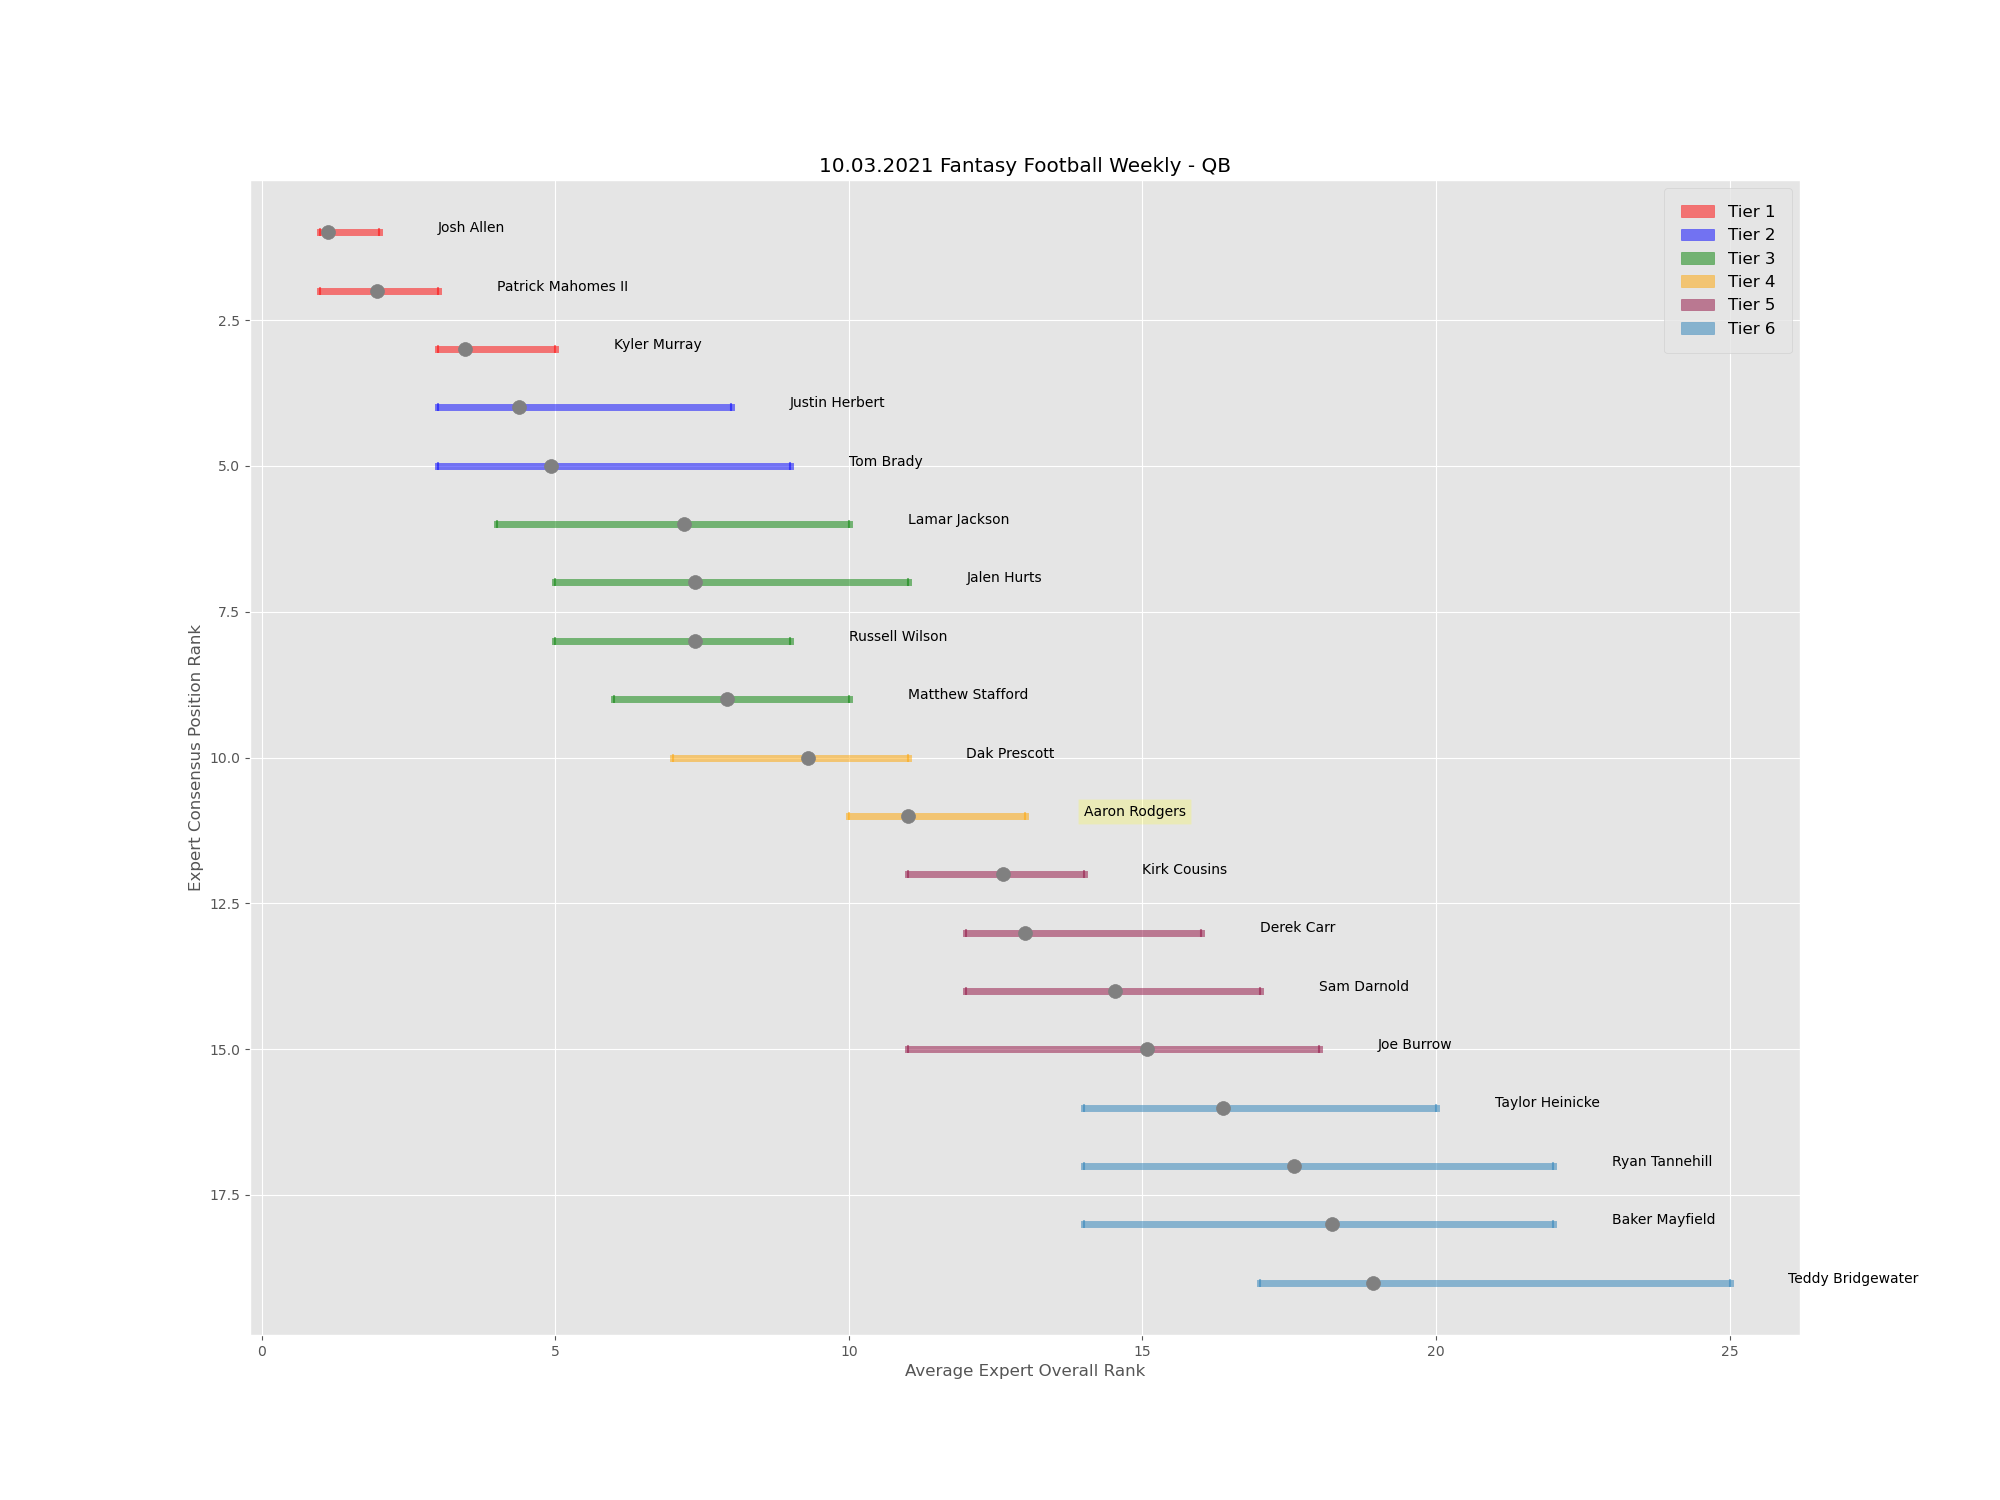 10.03.2021 Fantasy Football Weekly - QB
Tier 1
Tier 2
Tier 3
Tier 4
Tier 5
Tier 6
Josh Allen
Patrick Mahomes II
2.5
Kyler Murray
Justin Herbert
5.0
Tom Brady
Lamar Jackson
Jalen Hurts
7.5
Russell Wilson
Matthew Stafford
10.0
Dak Prescott
Aaron Rodgers
Kirk Cousins
12.5
Derek Carr
Sam Darnold
15.0
Joe Burrow
Taylor Heinicke
Ryan Tannehill
17.5
Baker Mayfield
Teddy Bridgewater
Expert Consensus Position Rank
0 5 10 15 20 25
Average Expert Overall Rank